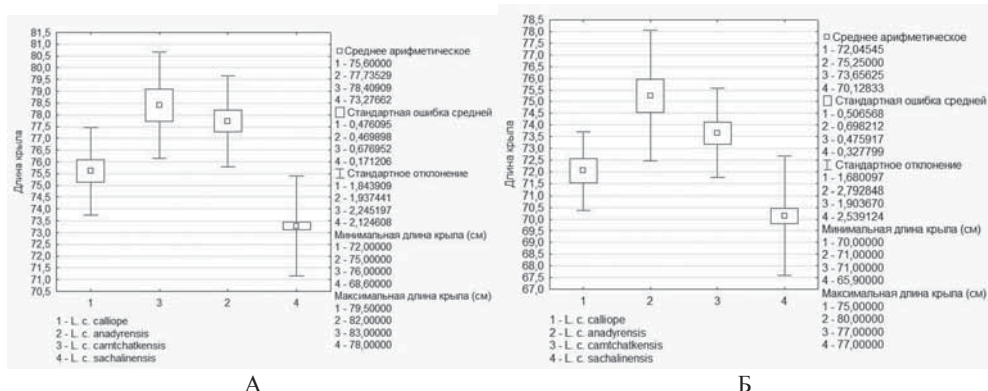 81,5
81,0
80,5
80,0
79,5
79,0
78,5
78,0
77,5
77,0
76,5
76,0
75,5
75,0
74,5
74,0
73,5
73,0
72,5
72,0
71,5
71,0
70,5
Длина крыла
1 3 2 4
1 - L. c. calliope
2 - L. c. anadyrensis
3 - L. c. camtchatkensis
4 - L. c. sachalinensis
Среднее арифметическое
1 - 75,60000
2 - 77,73529
3 - 78,40909
4 - 73,27662
Стандартная ошибка средней
1 - 0,476095
2 - 0,469898
3 - 0,676952
4 - 0,171206
Стандартное отклонение
1 - 1,843909
2 - 1,937441
3 - 2,245197
4 - 2,124608
Минимальная длина крыла (см)
1 - 72,00000
2 - 75,00000
3 - 76,00000
4 - 68,60000
Максимальная длина крыла (см)
1 - 79,50000
2 - 82,00000
3 - 83,00000
4 - 78,00000
А
78,5
78,0
77,5
77,0
76,5
76,0
75,5
75,0
74,5
74,0
73,5
73,0
72,5
72,0
71,5
71,0
70,5
70,0
69,5
69,0
68,5
68,0
67,5
67,0
Длина крыла
1 2 3 4
1 - L. c. calliope
2 - L. c. anadyrensis
3 - L. c. camtchatkensis
4 - L. c. sachalinensis
Среднее арифметическое
1 - 72,04545
2 - 75,25000
3 - 73,65625
4 - 70,12833
Стандартная ошибка средней
1 - 0,506568
2 - 0,698212
3 - 0,475917
4 - 0,327799
Стандартное отклонение
1 - 1,680097
2 - 2,792848
3 - 1,903670
4 - 2,539124
Минимальная длина крыла (см)
1 - 70,00000
2 - 71,00000
3 - 71,00000
4 - 65,90000
Максимальная длина крыла (см)
1 - 75,00000
2 - 80,00000
3 - 77,00000
4 - 77,00000
Б